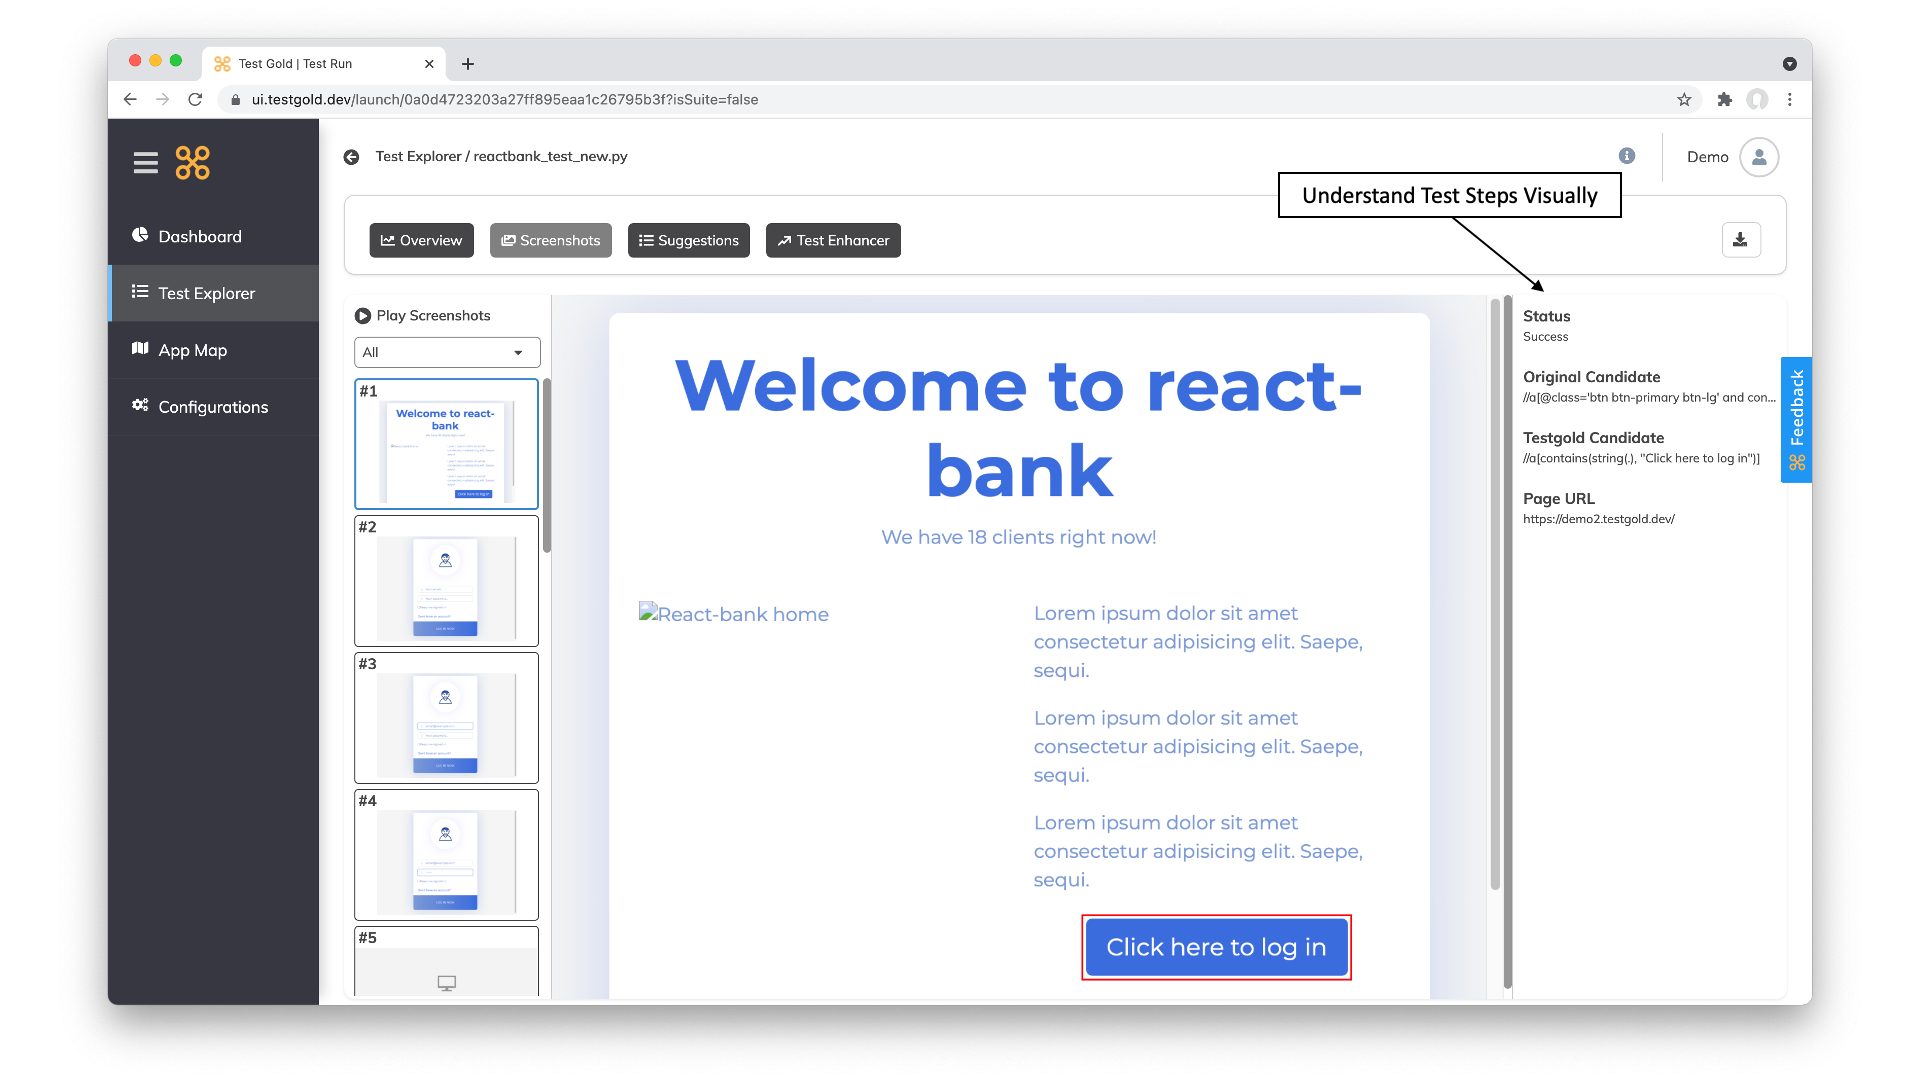 Test Gold | Test Run
ui.testgold.dev/launch/0a0d4723203a27ff895eaa1c26795b3f?isSuite=false
Test Explorer / reactbank_test_new.py
Demo
Understand Test Steps Visually
Dashboard
Test Explorer
App Map
Configurations
Overview
Screenshots
Suggestions
Test Enhancer
Play Screenshots
All
#1
Welcome to react-
bank
Click here to log in
#2
#3
#4
#5
Welcome to react-
bank
We have 18 clients right now!
React-bank home
Lorem ipsum dolor sit amet
consectetur adipisicing elit. Saepe,
sequi.
Lorem ipsum dolor sit amet
consectetur adipisicing elit. Saepe,
sequi.
Lorem ipsum dolor sit amet
consectetur adipisicing elit. Saepe,
sequi.
Click here to log in
Status
Success
Original Candidate
//a[@class='btn btn-primary btn-lg' and con...
Testgold Candidate
//a[contains(string(.), "Click here to log in")]
Page URL
https://demo2.testgold.dev/
Feedback